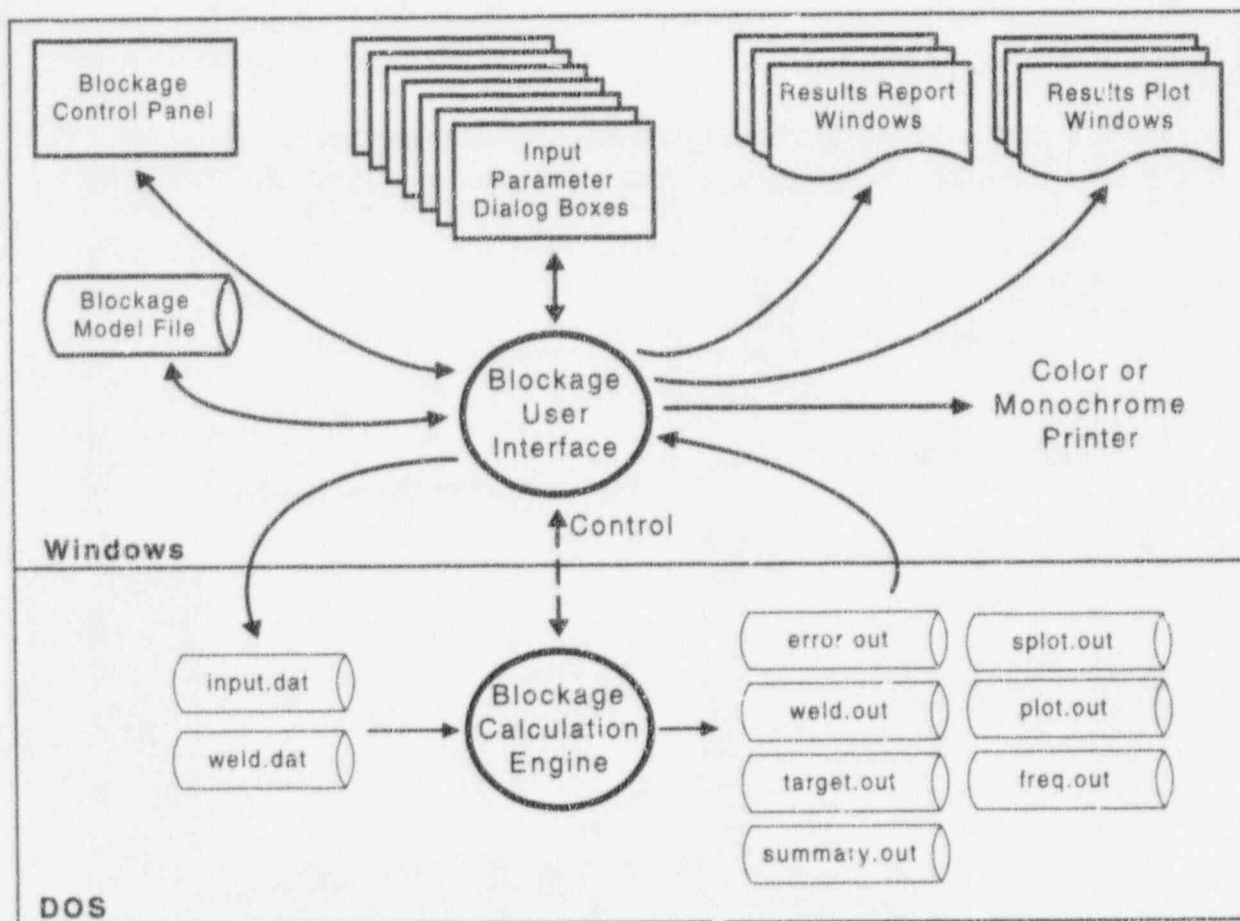 Blockage
Control Panel
Input
Parameter
Dialog Boxes
Results Report
Windows
Results Plot
Windows
Blockage
Model File
Blockage
User
Interface
Color or
Monochrome
Printer
Control
Windows
input.dat
weld.dat
Blockage
Calculation
Engine
error out
splot.out
weld.out
plot.out
target.out
freq.out
summary.out
DOS